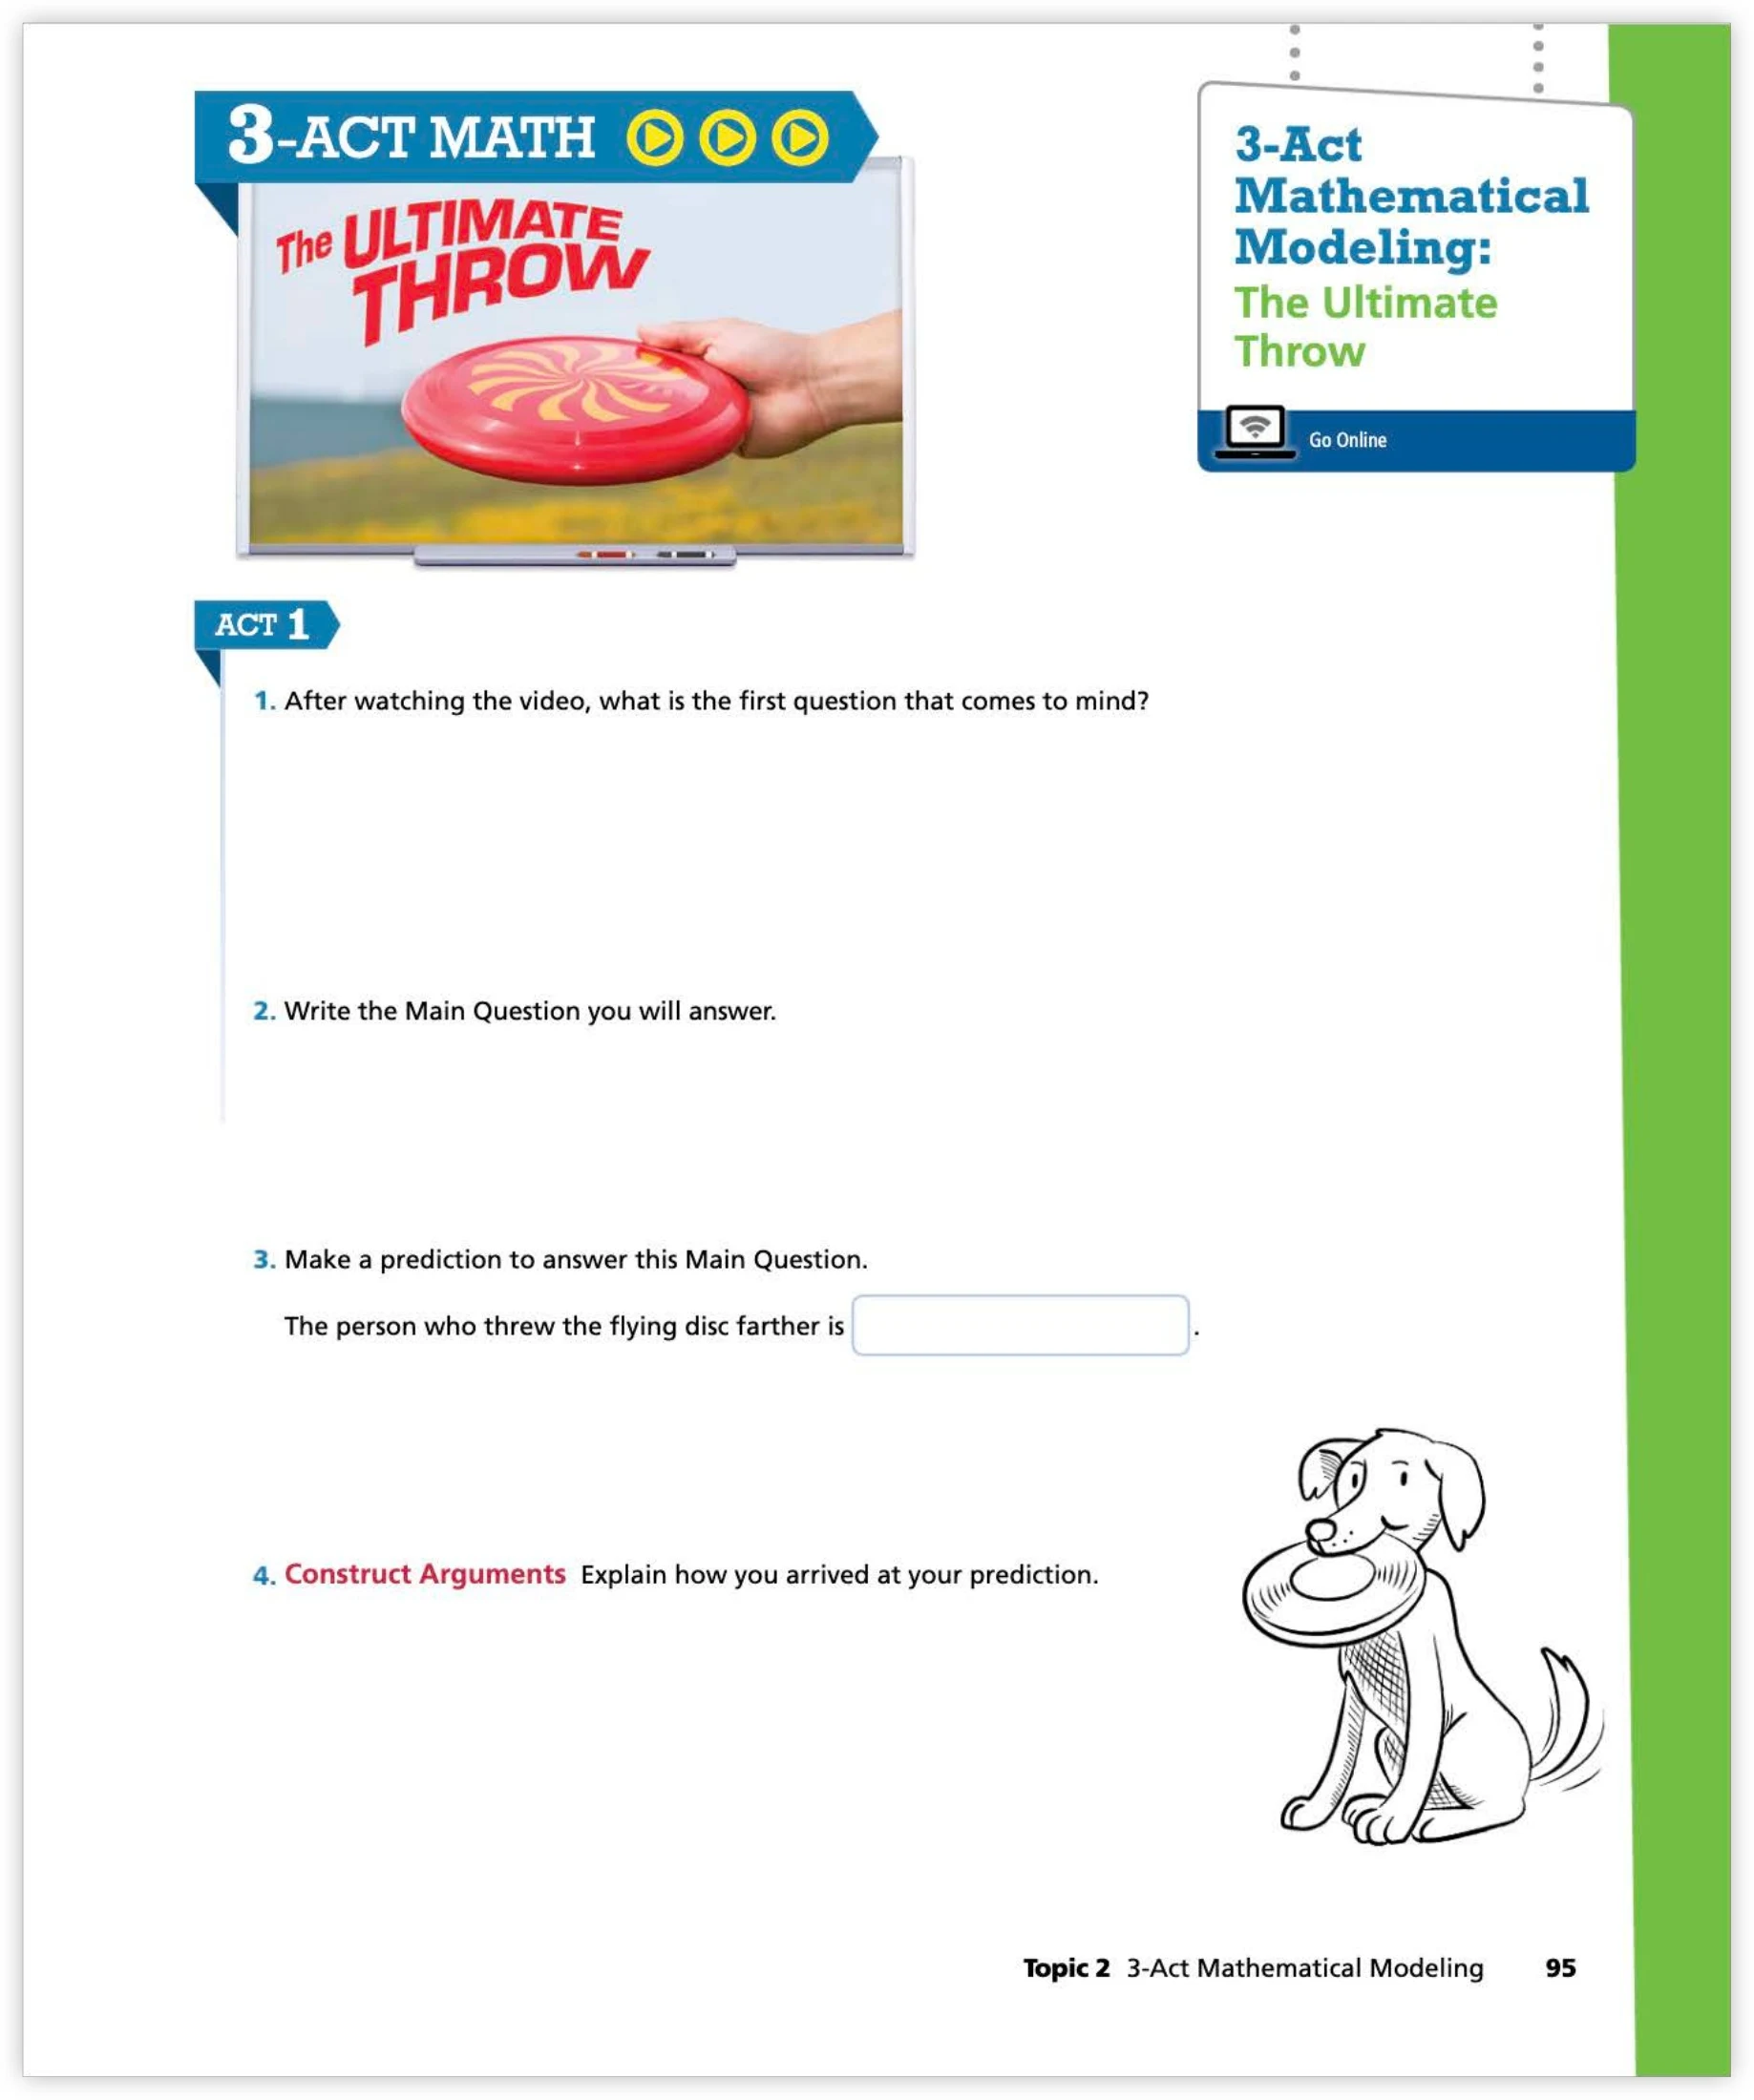 3-ACT MATH
The ULTIMATE
THROW
3-Act
Mathematical
Modeling:
The Ultimate
Throw
Go Online
ACT 1
1. After watching the video, what is the first question that comes to mind?
2. Write the Main Question you will answer.
3. Make a prediction to answer this Main Question.
The person who threw the flying disc farther is .
4. Construct Arguments Explain how you arrived at your prediction.
Topic 2 3-Act Mathematical Modeling 95